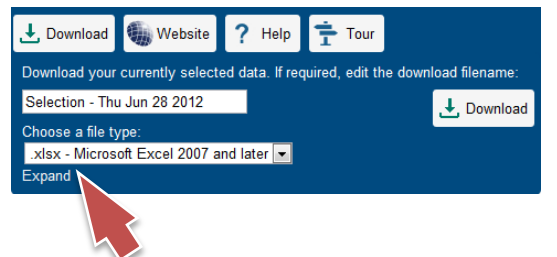 Download Website ? Help Tour
Download your currently selected data. If required, edit the download filename:
Selection - Thu Jun 28 2012
Download
Choose a file type:
.xlsx - Microsoft Excel 2007 and later
Expand